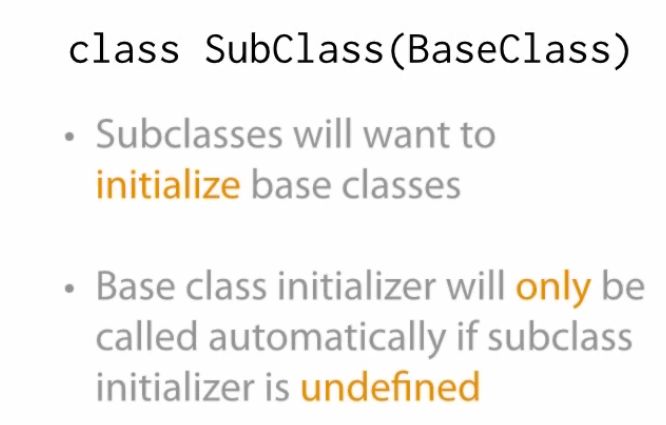 class SubClass(BaseClass)
• Subclasses will want to
initialize base classes
• Base class initializer will only be
called automatically if subclass
initializer is undefined